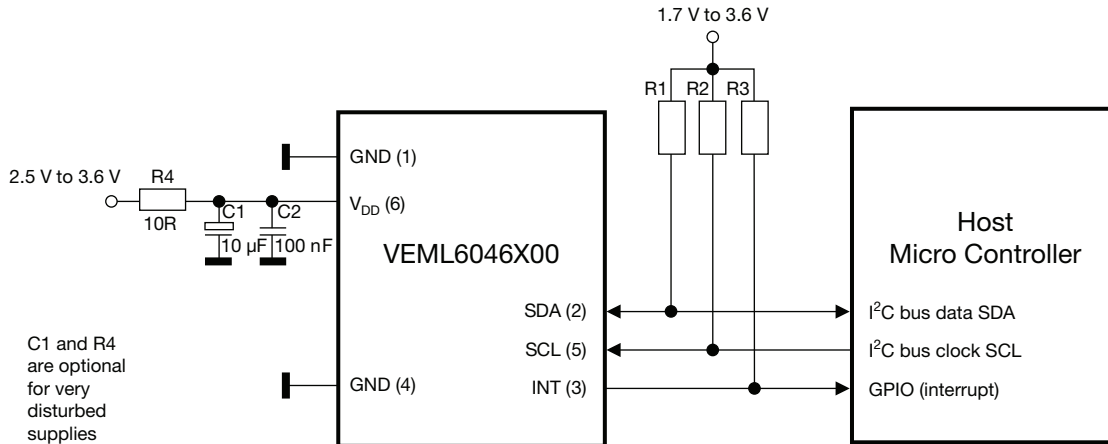 1.7 V to 3.6 V
R1 R2 R3
GND (1)
2.5 V to 3.6 V
R4
10R
C1
10 µF
C2
100 nF
V_DD (6)
VEML6046X00
Host
Micro Controller
SDA (2)
I²C bus data SDA
SCL (5)
I²C bus clock SCL
GND (4)
INT (3)
GPIO (interrupt)
C1 and R4
are optional
for very
disturbed
supplies